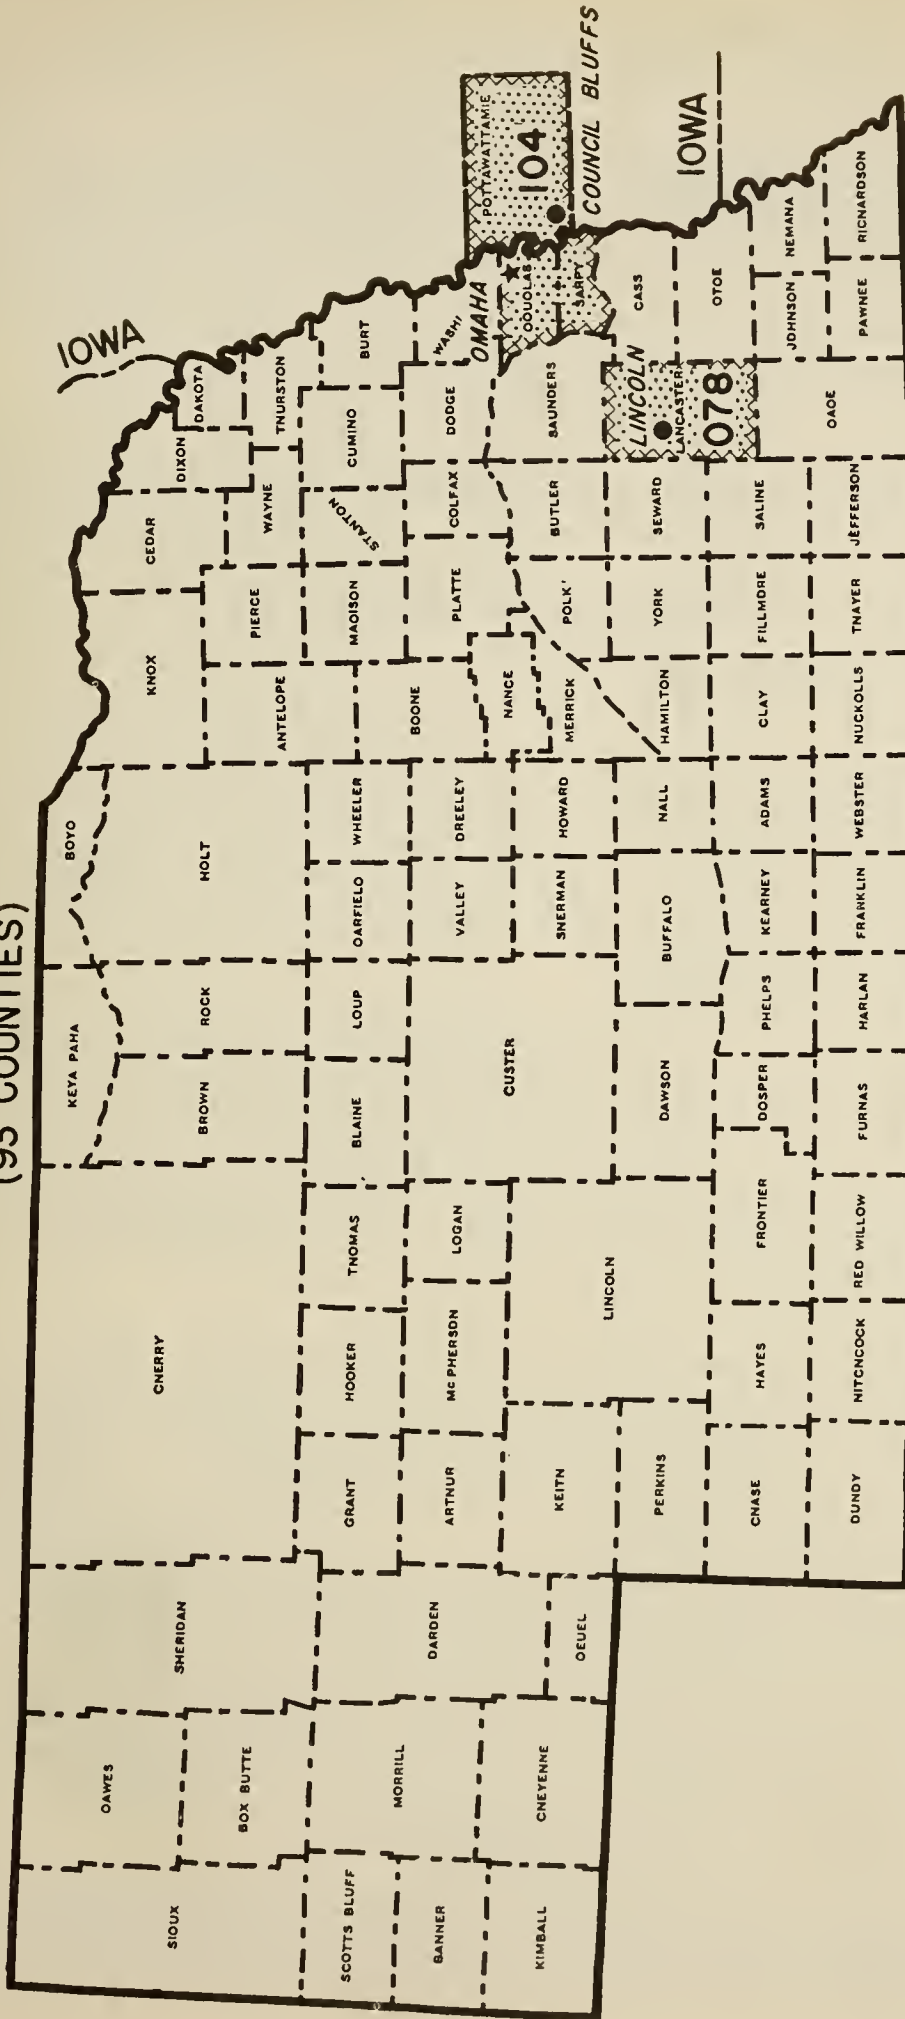 (93 COUNTIES)
IOWA
SIOUX
OAWES
BOX BUTTE
SHERIDAN
CNERRY
KEYA PAHA
BROWN
ROCK
BOYO
HOLT
KNOX
CEDAR
DIXON
DAKOTA
SCOTTS BLUFF
BANNER
KIMBALL
MORRILL
CNEYENNE
DARDEN
OEUEL
GRANT
HOOKER
TNOMAS
BLAINE
LOUP
OARFIELO
WHEELER
ANTELOPE
PIERCE
WAYNE
TNURSTON
ARTNUR
McPHERSON
LOGAN
CUSTER
VALLEY
DREELEY
BOONE
MAOISON
STANTON
CUMINO
BURT
KEITN
LINCOLN
SNERMAN
HOWARD
NANCE
MERRICK
PLATTE
COLFAX
DODGE
WASHI
PERKINS
DAWSON
BUFFALO
NALL
HAMILTON
POLK'
BUTLER
SAUNDERS
OMAHA
DOUGLAS
SARPY
POTTAWATTAMIE
104
COUNCIL BLUFFS
CNASE
HAYES
FRONTIER
DOSPER
PHELPS
KEARNEY
ADAMS
CLAY
YORK
SEWARD
LINCOLN
LANCASTER
078
CASS
OTOE
IOWA
DUNDY
NITCNCOCK
RED WILLOW
FURNAS
HARLAN
FRANKLIN
WEBSTER
NUCKOLLS
FILLMORE
TNAYER
SALINE
JEFFERSON
OAOE
JOHNSON
NEMANA
PAWNEE
RICNARDSON